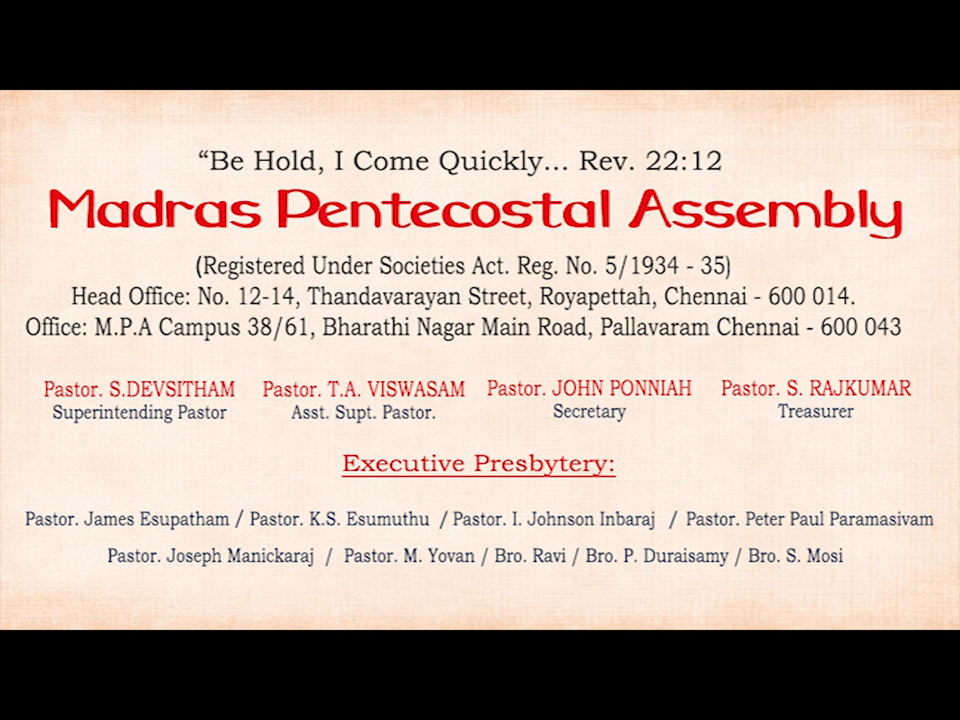 “Be Hold, I Come Quickly... Rev. 22:12
Madras Pentecostal Assembly
(Registered Under Societies Act. Reg. No. 5/1934 - 35)
Head Office: No. 12-14, Thandavarayan Street, Royapettah, Chennai - 600 014.
Office: M.P.A Campus 38/61, Bharathi Nagar Main Road, Pallavaram Chennai - 600 043
Pastor. S.DEVSITHAM Pastor. T.A. VISWASAM Pastor. JOHN PONNIAH Pastor. S. RAJKUMAR
Superintending Pastor Asst. Supt. Pastor. Secretary Treasurer
Executive Presbytery:
Pastor. James Esupatham / Pastor. K.S. Esumuthu / Pastor. I. Johnson Inbaraj / Pastor. Peter Paul Paramasivam
Pastor. Joseph Manickaraj / Pastor. M. Yovan / Bro. Ravi / Bro. P. Duraisamy / Bro. S. Mosi